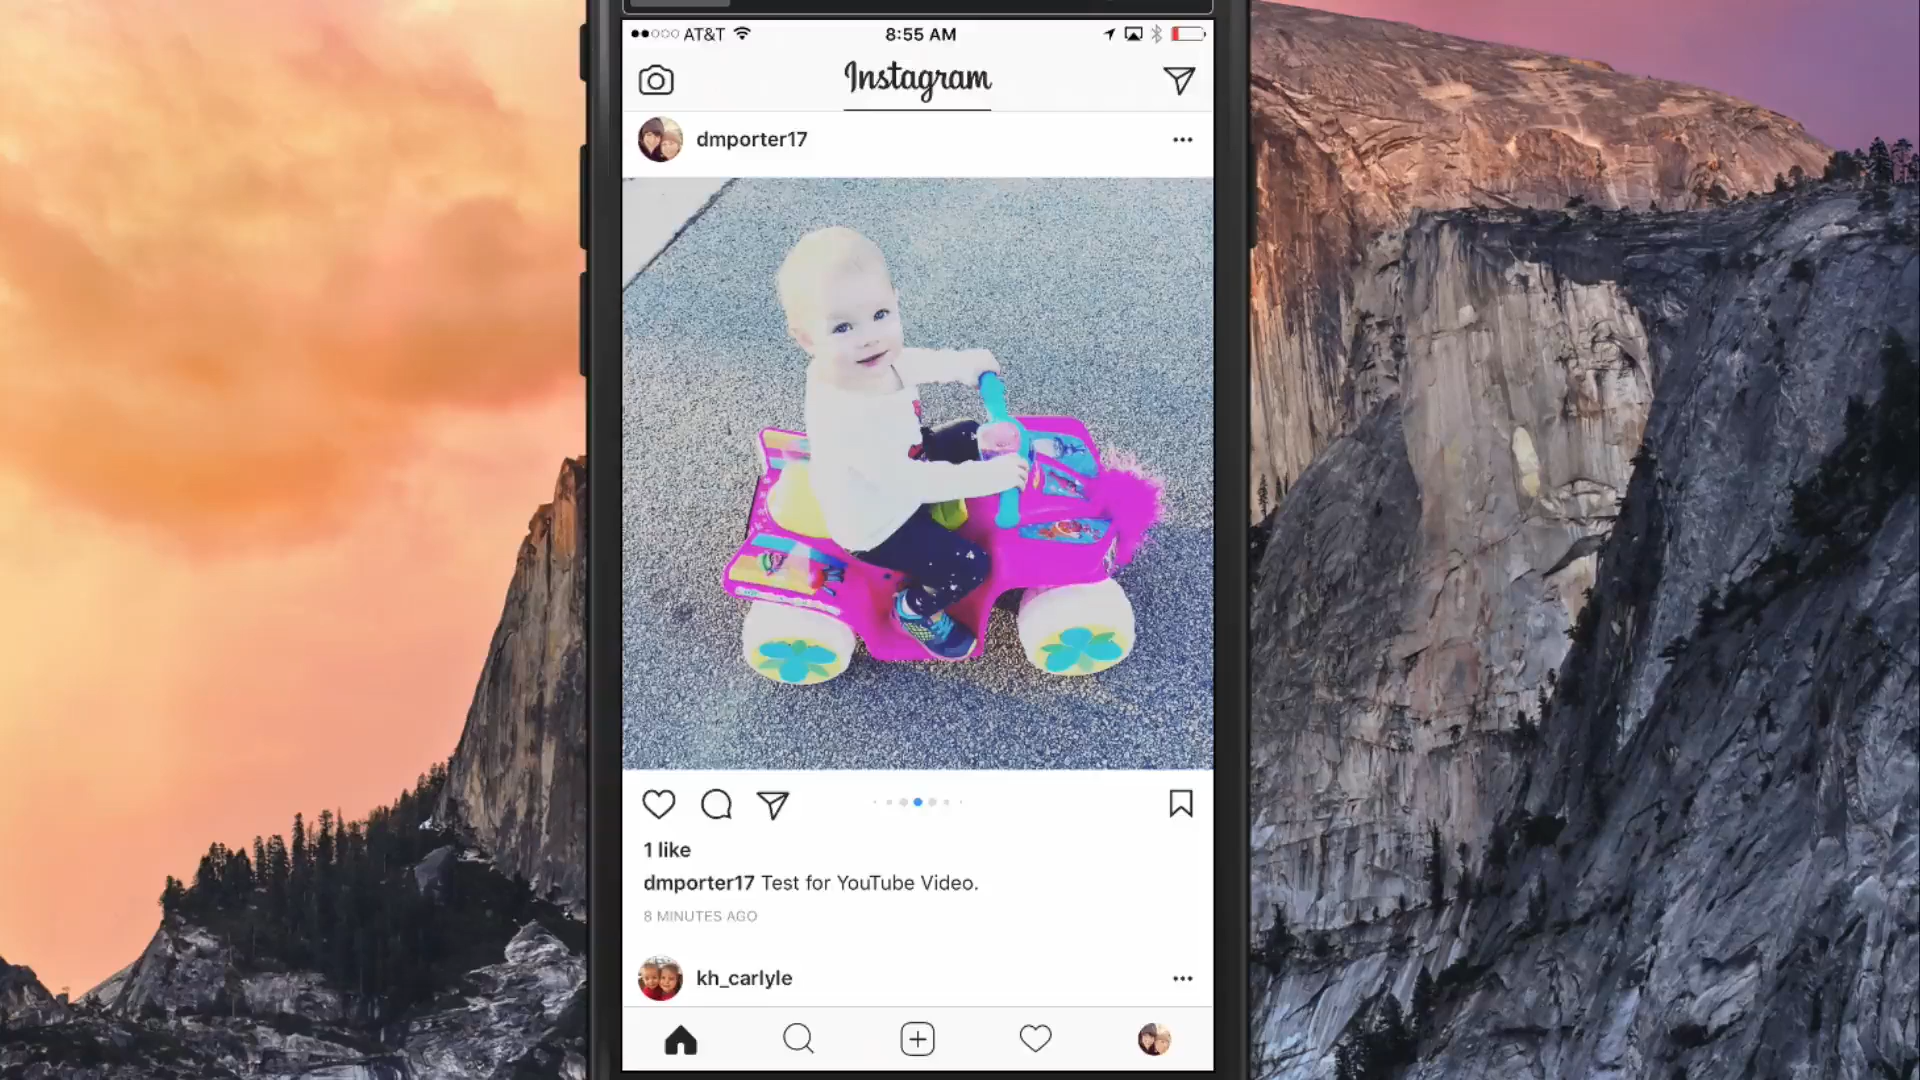 AT&T 8:55 AM
Instagram
dmporter17
1 like
dmporter17 Test for YouTube Video.
8 MINUTES AGO
kh_carlyle